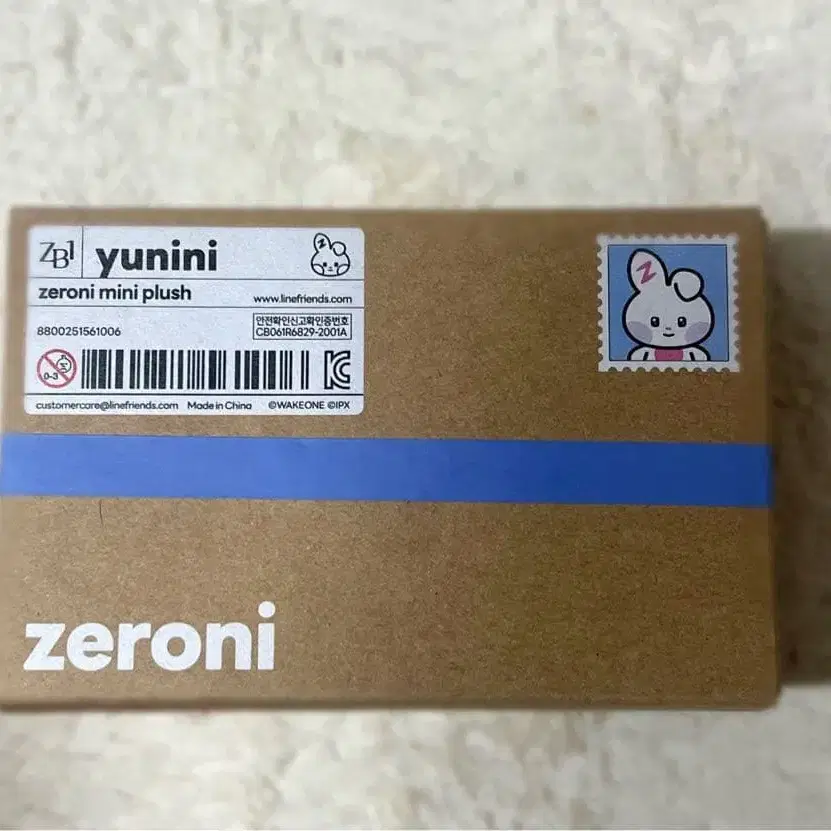 ZB1 yunini
zeroni mini plush
www.linefriends.com
8800251561006
안전확인신고확인증번호
CB061R6829-2001A
0-3
KC
customercare@linefriends.com Made in China ©WAKEONE ©IPX
Z
zeroni